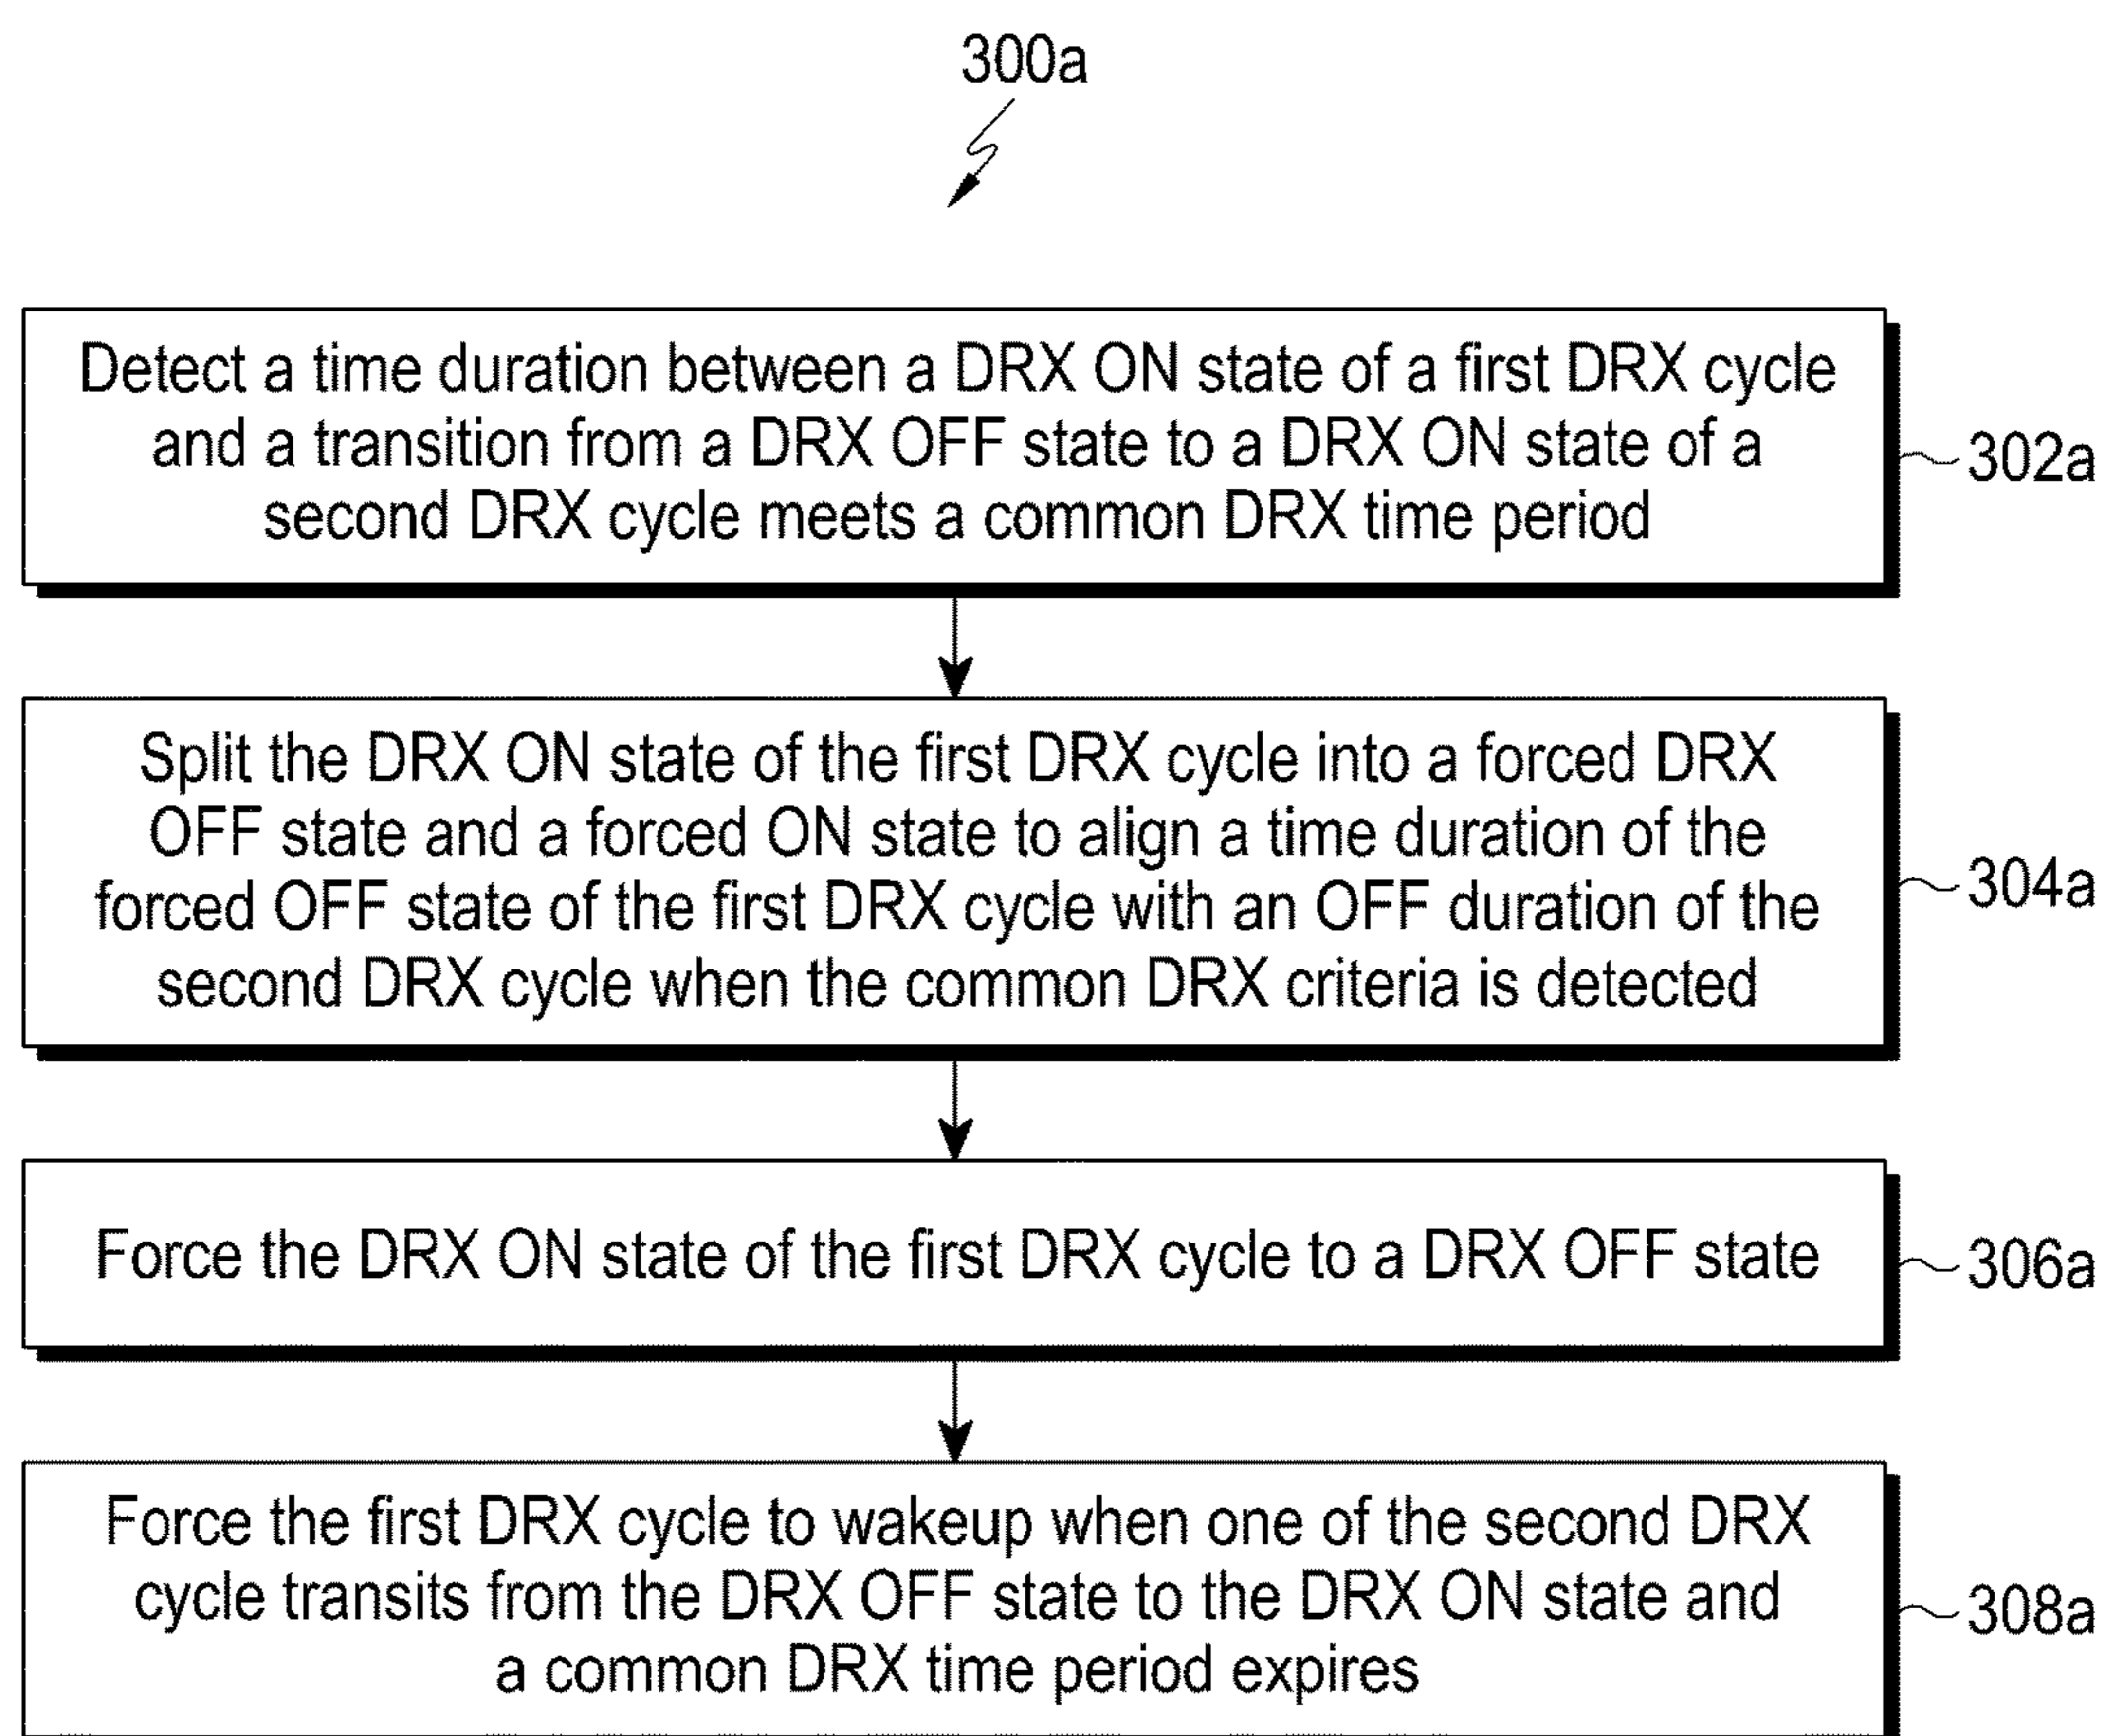 300a
Detect a time duration between a DRX ON state of a first DRX cycle
and a transition from a DRX OFF state to a DRX ON state of a
second DRX cycle meets a common DRX time period
302a
Split the DRX ON state of the first DRX cycle into a forced DRX
OFF state and a forced ON state to align a time duration of the
forced OFF state of the first DRX cycle with an OFF duration of the
second DRX cycle when the common DRX criteria is detected
304a
Force the DRX ON state of the first DRX cycle to a DRX OFF state
306a
Force the first DRX cycle to wakeup when one of the second DRX
cycle transits from the DRX OFF state to the DRX ON state and
a common DRX time period expires
308a